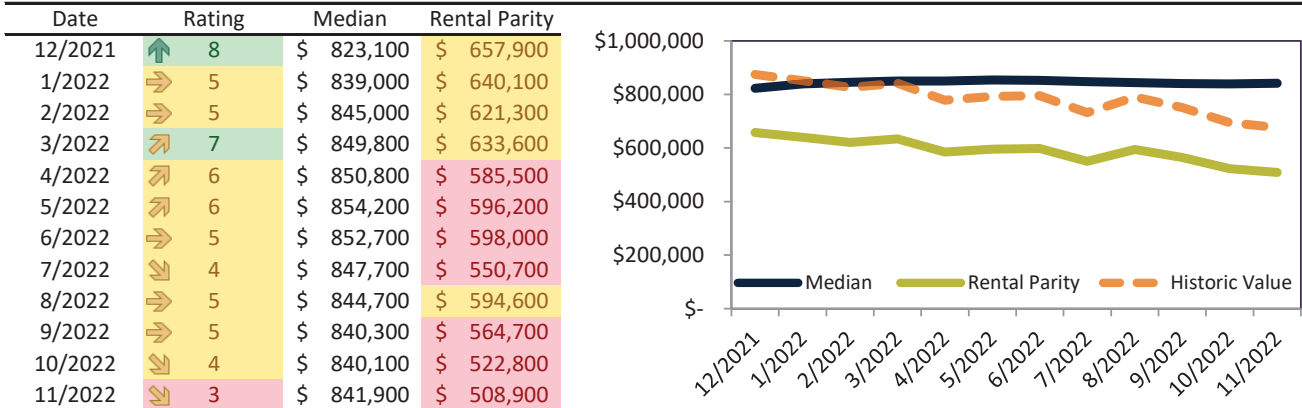 Date Rating Median Rental Parity
12/2021 8 $ 823,100 $ 657,900
1/2022 5 $ 839,000 $ 640,100
2/2022 5 $ 845,000 $ 621,300
3/2022 7 $ 849,800 $ 633,600
4/2022 6 $ 850,800 $ 585,500
5/2022 6 $ 854,200 $ 596,200
6/2022 5 $ 852,700 $ 598,000
7/2022 4 $ 847,700 $ 550,700
8/2022 5 $ 844,700 $ 594,600
9/2022 5 $ 840,300 $ 564,700
10/2022 4 $ 840,100 $ 522,800
11/2022 3 $ 841,900 $ 508,900
$1,000,000
$800,000
$600,000
$400,000
$200,000
$-
Median Rental Parity Historic Value
12/2021 1/2022 2/2022 3/2022 4/2022 5/2022 6/2022 7/2022 8/2022 9/2022 10/2022 11/2022